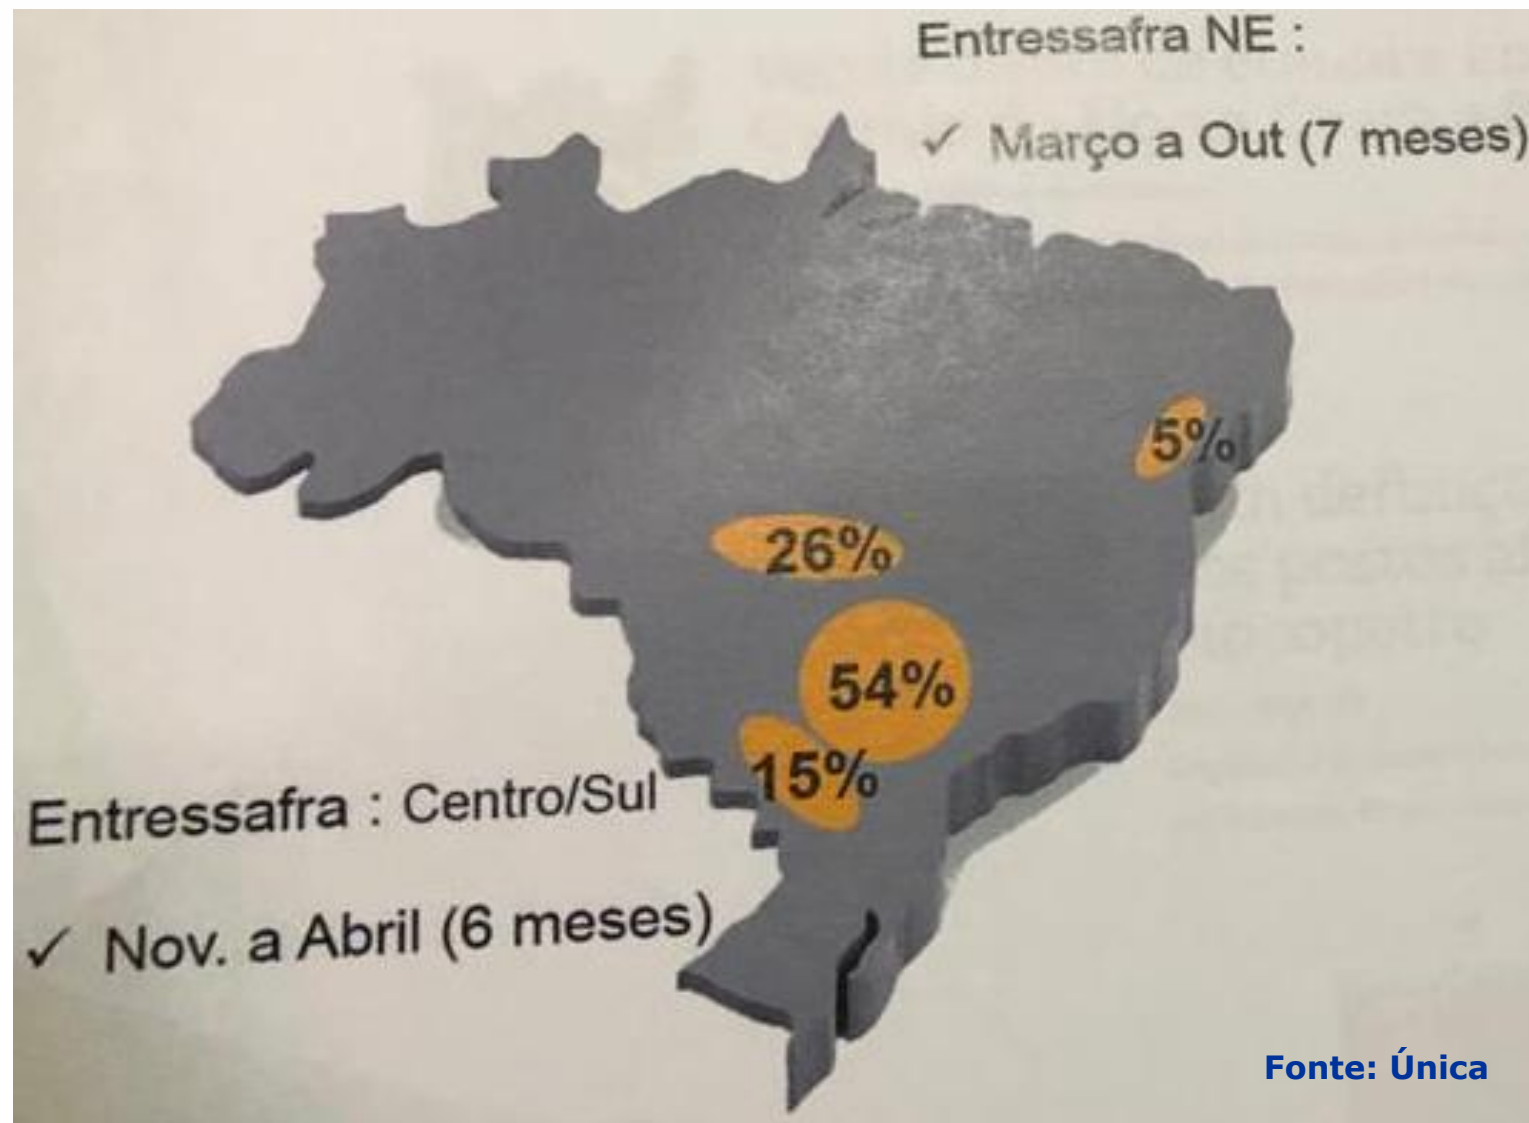 Entressafra NE :
✓ Março a Out (7 meses)
5%
26%
54%
15%
Entressafra : Centro/Sul
✓ Nov. a Abril (6 meses)
Fonte: Única